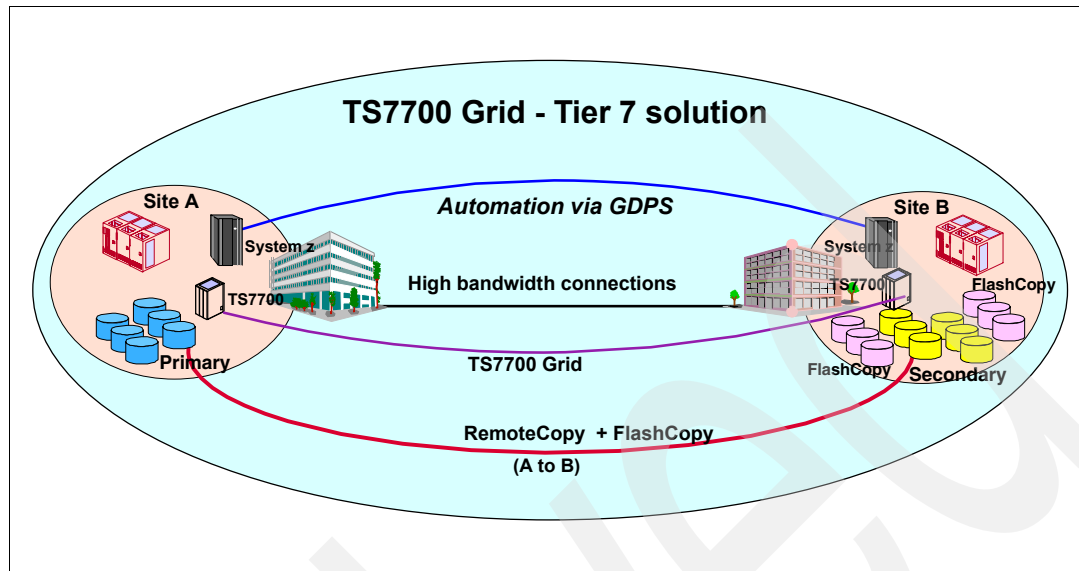 TS7700 Grid - Tier 7 solution
Site A
System z
TS7700
Primary
Automation via GDPS
High bandwidth connections
TS7700 Grid
RemoteCopy + FlashCopy
(A to B)
Site B
System z
TS7700
FlashCopy
FlashCopy
Secondary